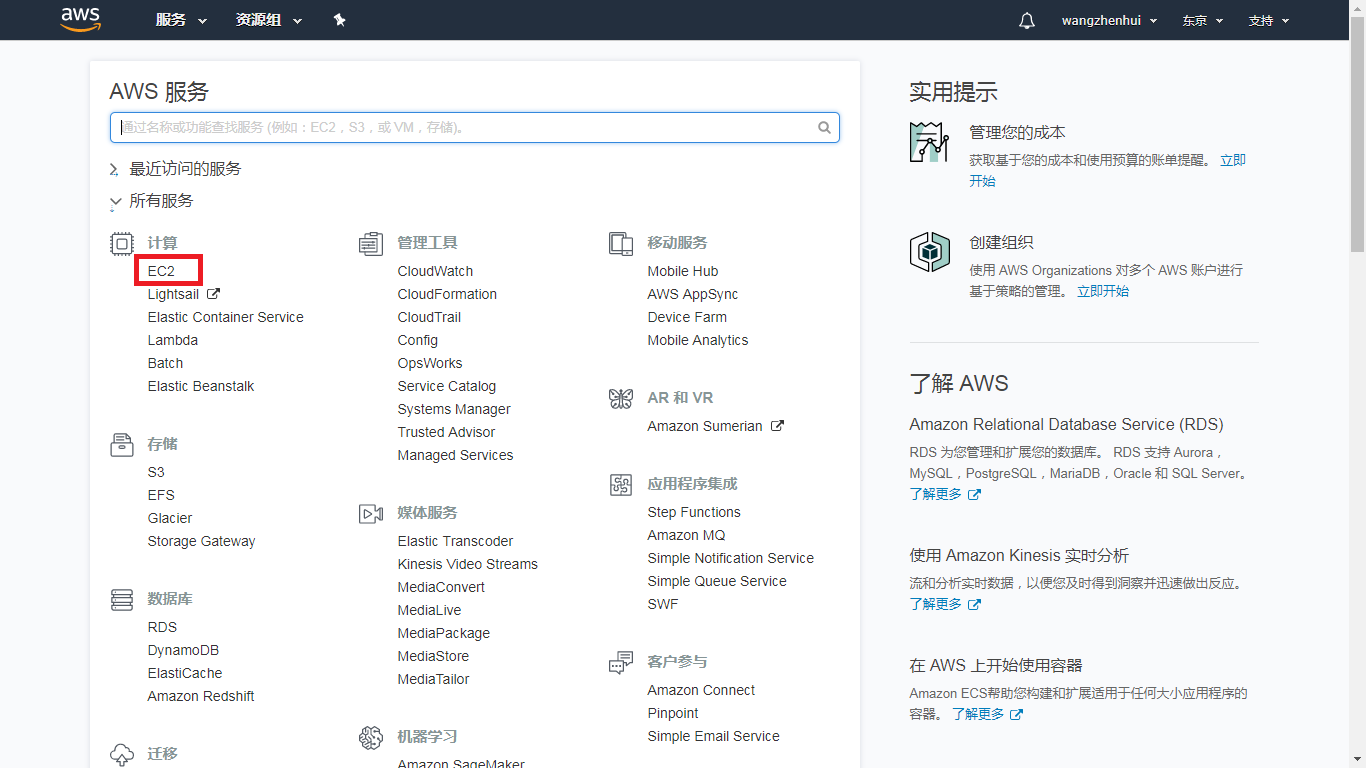 aws 服务 资源组 wangzhenhui 东京 支持
AWS 服务
通过名称或功能查找服务 (例如：EC2，S3，或 VM，存储)。
最近访问的服务
所有服务
计算
EC2
Lightsail
Elastic Container Service
Lambda
Batch
Elastic Beanstalk
存储
S3
EFS
Glacier
Storage Gateway
数据库
RDS
DynamoDB
ElastiCache
Amazon Redshift
迁移
管理工具
CloudWatch
CloudFormation
CloudTrail
Config
OpsWorks
Service Catalog
Systems Manager
Trusted Advisor
Managed Services
媒体服务
Elastic Transcoder
Kinesis Video Streams
MediaConvert
MediaLive
MediaPackage
MediaStore
MediaTailor
机器学习
Amazon SageMaker
移动服务
Mobile Hub
AWS AppSync
Device Farm
Mobile Analytics
AR 和 VR
Amazon Sumerian
应用程序集成
Step Functions
Amazon MQ
Simple Notification Service
Simple Queue Service
SWF
客户参与
Amazon Connect
Pinpoint
Simple Email Service
实用提示
管理您的成本
获取基于您的成本和使用预算的账单提醒。 立即
开始
创建组织
使用 AWS Organizations 对多个 AWS 账户进行
基于策略的管理。 立即开始
了解 AWS
Amazon Relational Database Service (RDS)
RDS 为您管理和扩展您的数据库。 RDS 支持 Aurora，
MySQL，PostgreSQL，MariaDB，Oracle 和 SQL Server。
了解更多
使用 Amazon Kinesis 实时分析
流和分析实时数据，以便您及时得到洞察并迅速做出反应。
了解更多
在 AWS 上开始使用容器
Amazon ECS帮助您构建和扩展适用于任何大小应用程序的
容器。 了解更多